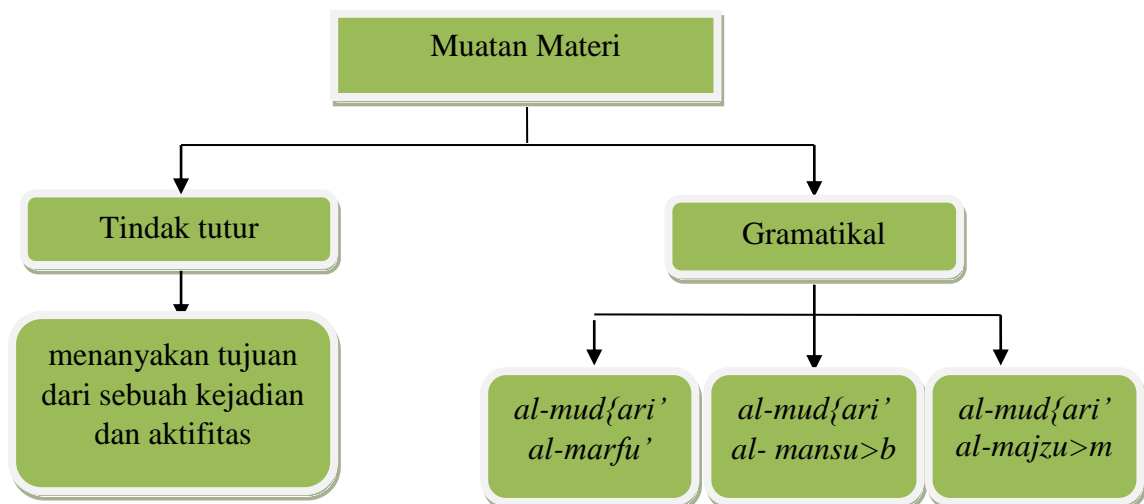 Muatan Materi
Tindak tutur
Gramatikal
menanyakan tujuan
dari sebuah kejadian
dan aktifitas
al-mud{ari’
al-marfu’
al-mud{ari’
al- mansu>b
al-mud{ari’
al-majzu>m